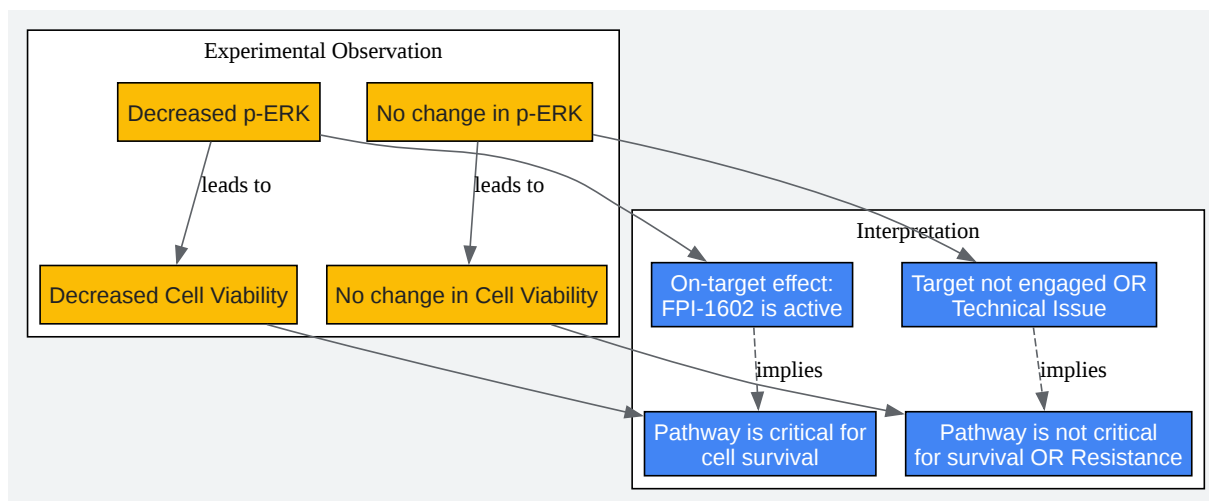 Experimental Observation
Decreased p-ERK
No change in p-ERK
leads to
leads to
Decreased Cell Viability
No change in Cell Viability
Interpretation
On-target effect:
FPI-1602 is active
Target not engaged OR
Technical Issue
implies
implies
Pathway is critical for
cell survival
Pathway is not critical
for survival OR Resistance